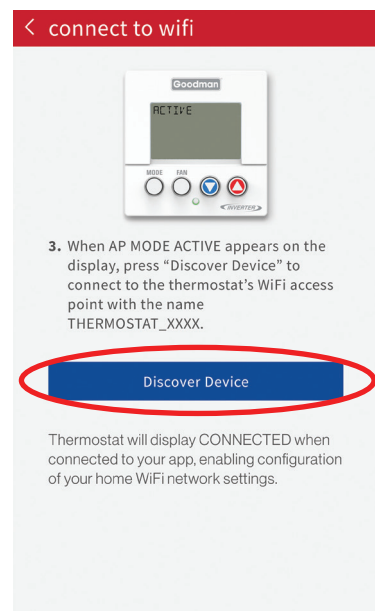 < connect to wifi
Goodman
ACTIVE
MODE FAN
INVERTER
3. When AP MODE ACTIVE appears on the
display, press “Discover Device” to
connect to the thermostat’s WiFi access
point with the name
THERMOSTAT_XXXX.
Discover Device
Thermostat will display CONNECTED when
connected to your app, enabling configuration
of your home WiFi network settings.